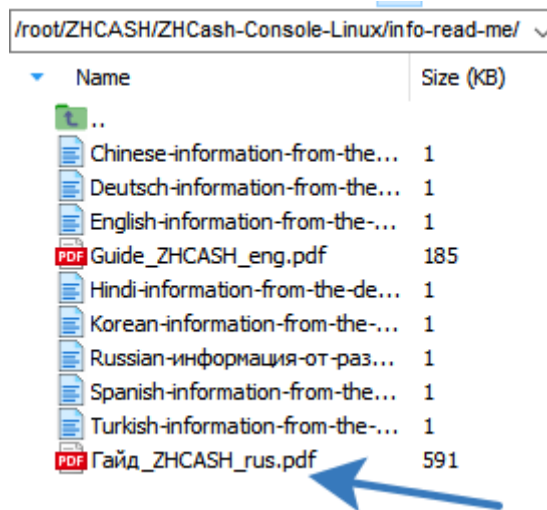 /root/ZHCASH/ZHCash-Console-Linux/info-read-me/
Name Size (KB)
..
Chinese-information-from-the... 1
Deutsch-information-from-the... 1
English-information-from-the-... 1
PDF Guide_ZHCASH_eng.pdf 185
Hindi-information-from-the-de... 1
Korean-information-from-the-... 1
Russian-информация-от-раз... 1
Spanish-information-from-the... 1
Turkish-information-from-the-... 1
PDF Гайд_ZHCASH_rus.pdf 591